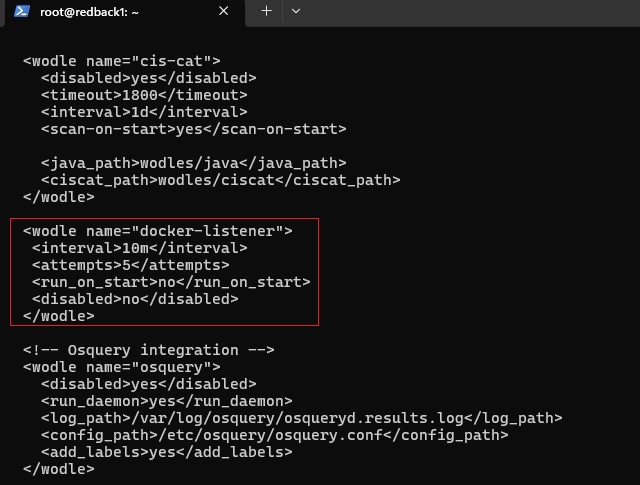 root@redback1: ~
<wodle name="cis-cat">
<disabled>yes</disabled>
<timeout>1800</timeout>
<interval>1d</interval>
<scan-on-start>yes</scan-on-start>
<java_path>wodles/java</java_path>
<ciscat_path>wodles/ciscat</ciscat_path>
</wodle>
<wodle name="docker-listener">
<interval>10m</interval>
<attempts>5</attempts>
<run_on_start>no</run_on_start>
<disabled>no</disabled>
</wodle>
<!-- Osquery integration -->
<wodle name="osquery">
<disabled>yes</disabled>
<run_daemon>yes</run_daemon>
<log_path>/var/log/osquery/osqueryd.results.log</log_path>
<config_path>/etc/osquery/osquery.conf</config_path>
<add_labels>yes</add_labels>
</wodle>